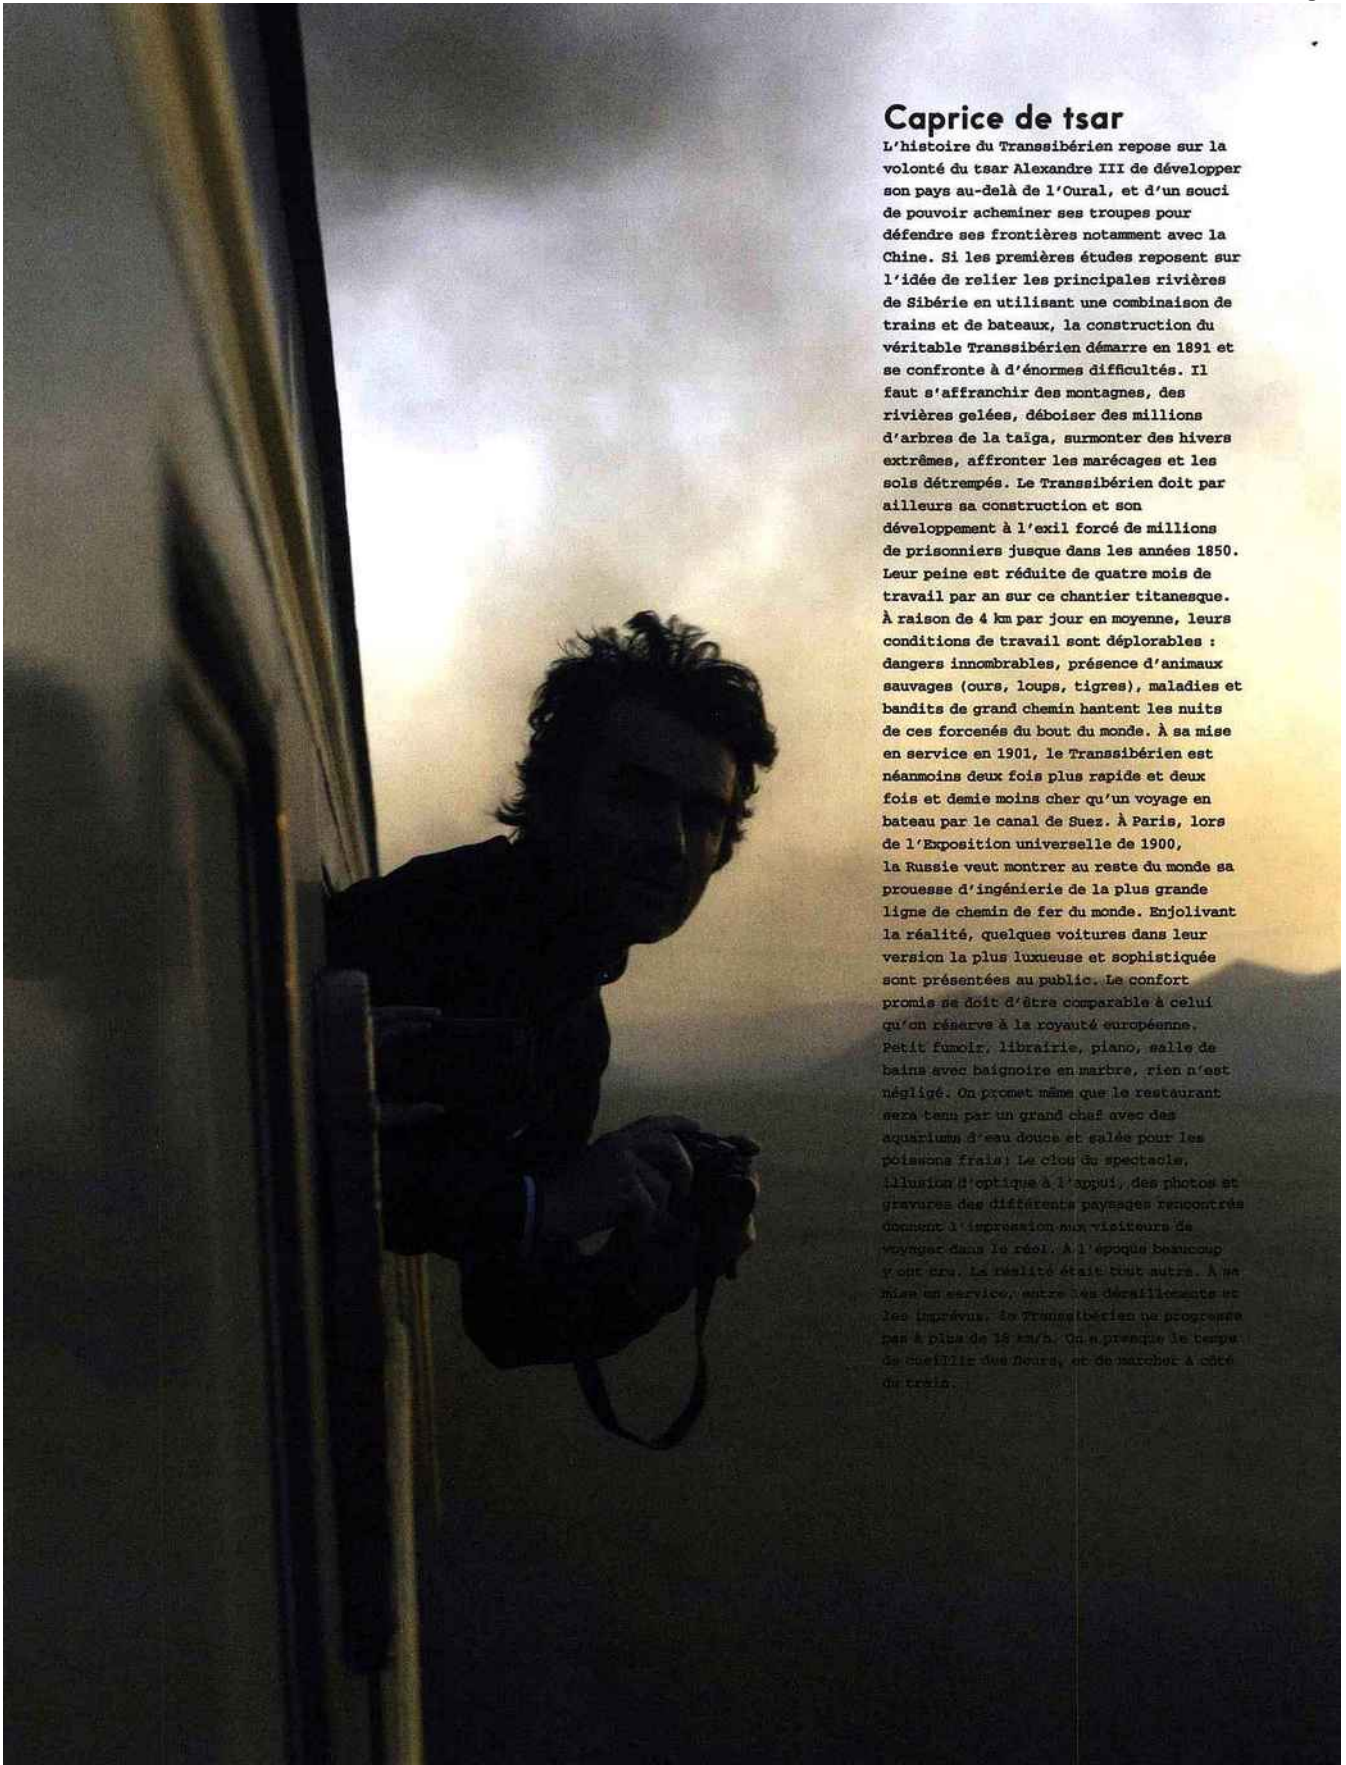 Caprice de tsar
L'histoire du Transsibérien repose sur la
volonté du tsar Alexandre III de développer
son pays au-delà de l'Oural, et d'un souci
de pouvoir acheminer ses troupes pour
défendre ses frontières notamment avec la
Chine. Si les premières études reposent sur
l'idée de relier les principales rivières
de Sibérie en utilisant une combinaison de
trains et de bateaux, la construction du
véritable Transsibérien démarre en 1891 et
se confronte à d'énormes difficultés. Il
faut s'affranchir des montagnes, des
rivières gelées, déboiser des millions
d'arbres de la taïga, surmonter des hivers
extrêmes, affronter les marécages et les
sols détrempés. Le Transsibérien doit par
ailleurs sa construction et son
développement à l'exil forcé de millions
de prisonniers jusque dans les années 1850.
Leur peine est réduite de quatre mois de
travail par an sur ce chantier titanesque.
À raison de 4 km par jour en moyenne, leurs
conditions de travail sont déplorables :
dangers innombrables, présence d'animaux
sauvages (ours, loups, tigres), maladies et
bandits de grand chemin hantent les nuits
de ces forcenés du bout du monde. À sa mise
en service en 1901, le Transsibérien est
néanmoins deux fois plus rapide et deux
fois et demie moins cher qu'un voyage en
bateau par le canal de Suez. À Paris, lors
de l'Exposition universelle de 1900,
la Russie veut montrer au reste du monde sa
prouesse d'ingénierie de la plus grande
ligne de chemin de fer du monde. Enjolivant
la réalité, quelques voitures dans leur
version la plus luxueuse et sophistiquée
sont présentées au public. Le confort
promis se doit d'être comparable à celui
qu'on réserve à la royauté européenne.
Petit fumoir, librairie, piano, salle de
bains avec baignoire en marbre, rien n'est
négligé. On promet même que le restaurant
sera tenu par un grand chef avec des
aquariums d'eau douce et salée pour les
poissons frais! Le clou du spectacle,
illusion d'optique à l'appui, des photos et
gravures des différents paysages rencontrés
donnent l'impression aux visiteurs de
voyager dans le réel. À l'époque beaucoup
y ont cru. La réalité était tout autre. À sa
mise en service, entre les déraillements et
les imprévus, le Transsibérien ne progresse
pas à plus de 18 km/h. On a presque le temps
de cueillir des fleurs, et de marcher à côté
du train.